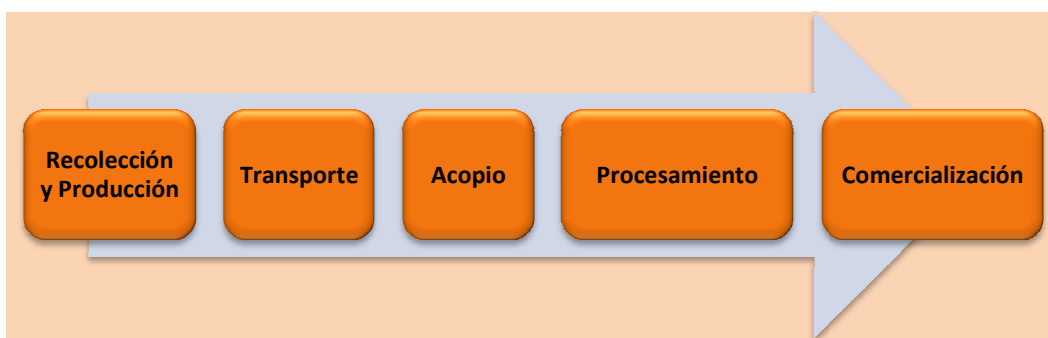 Recolección
y Producción
Transporte
Acopio
Procesamiento
Comercialización